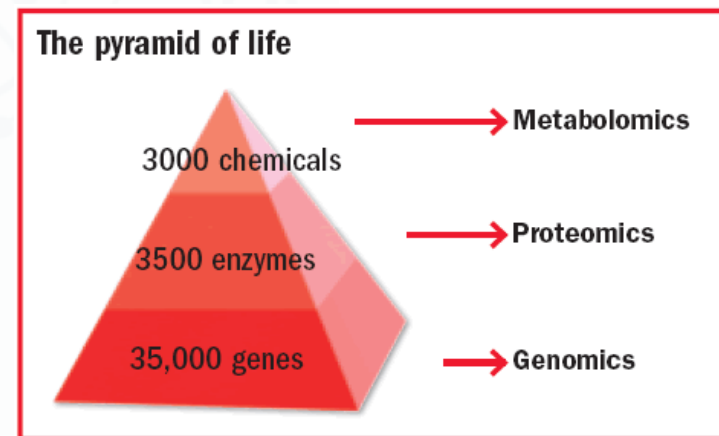 The pyramid of life
3000 chemicals
Metabolomics
3500 enzymes
Proteomics
35,000 genes
Genomics